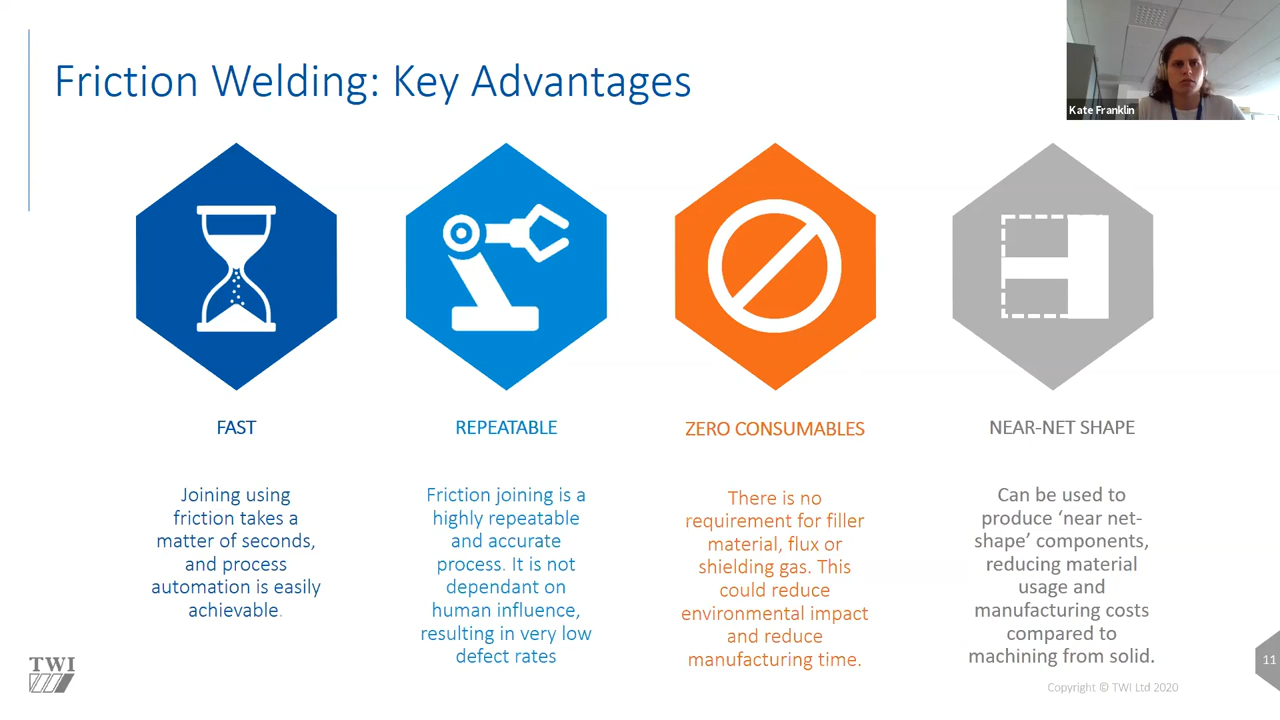 Friction Welding: Key Advantages
Kate Franklin
FAST
Joining using
friction takes a
matter of seconds,
and process
automation is easily
achievable.
REPEATABLE
Friction joining is a
highly repeatable
and accurate
process. It is not
dependant on
human influence,
resulting in very low
defect rates
ZERO CONSUMABLES
There is no
requirement for filler
material, flux or
shielding gas. This
could reduce
environmental impact
and reduce
manufacturing time.
NEAR-NET SHAPE
Can be used to
produce ‘near net-
shape’ components,
reducing material
usage and
manufacturing costs
compared to
machining from solid.
TWI
11
Copyright © TWI Ltd 2020